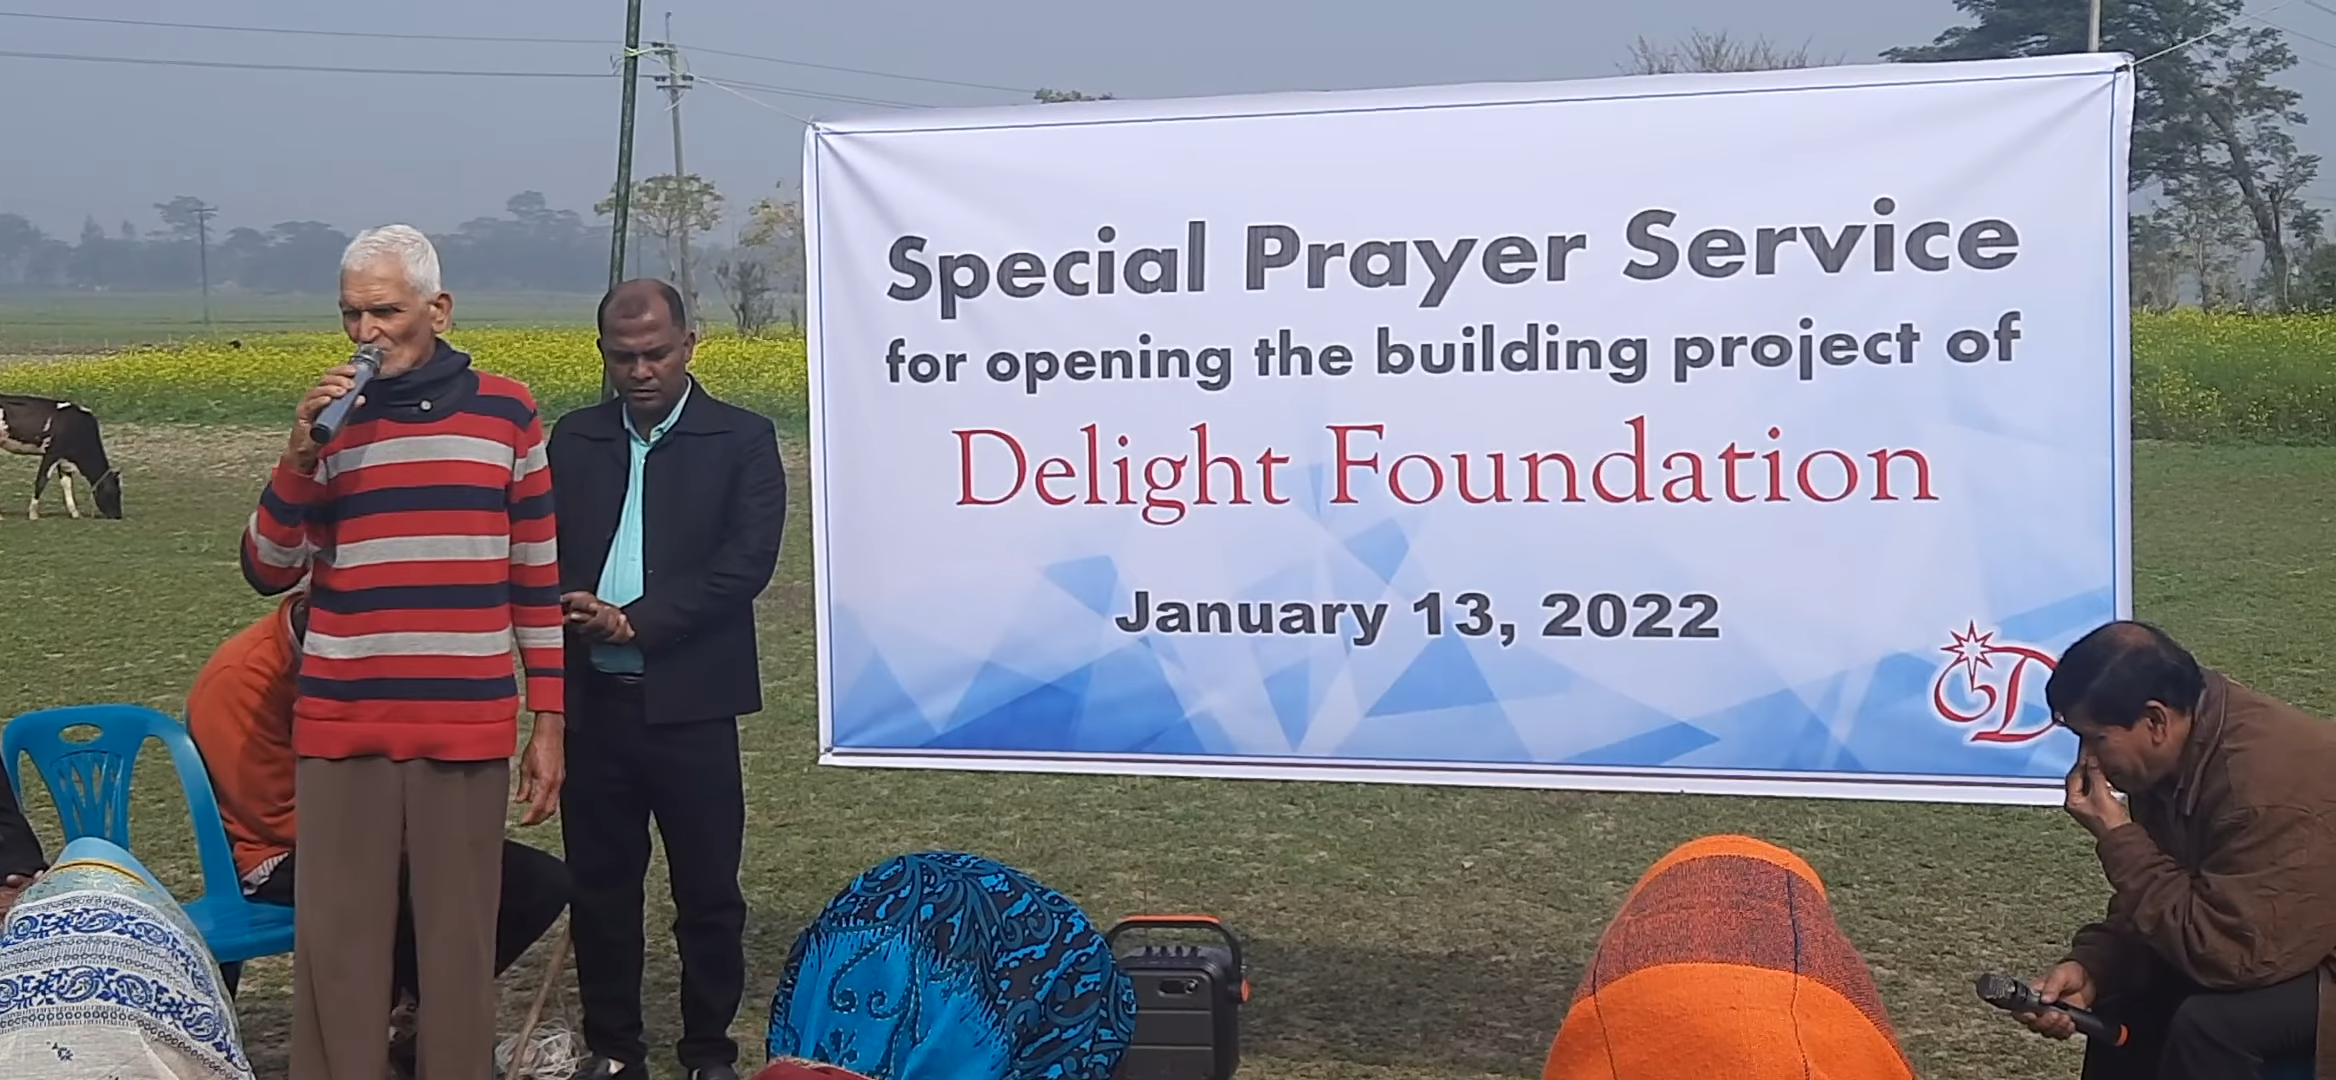 Special Prayer Service
for opening the building project of
Delight Foundation
January 13, 2022
D